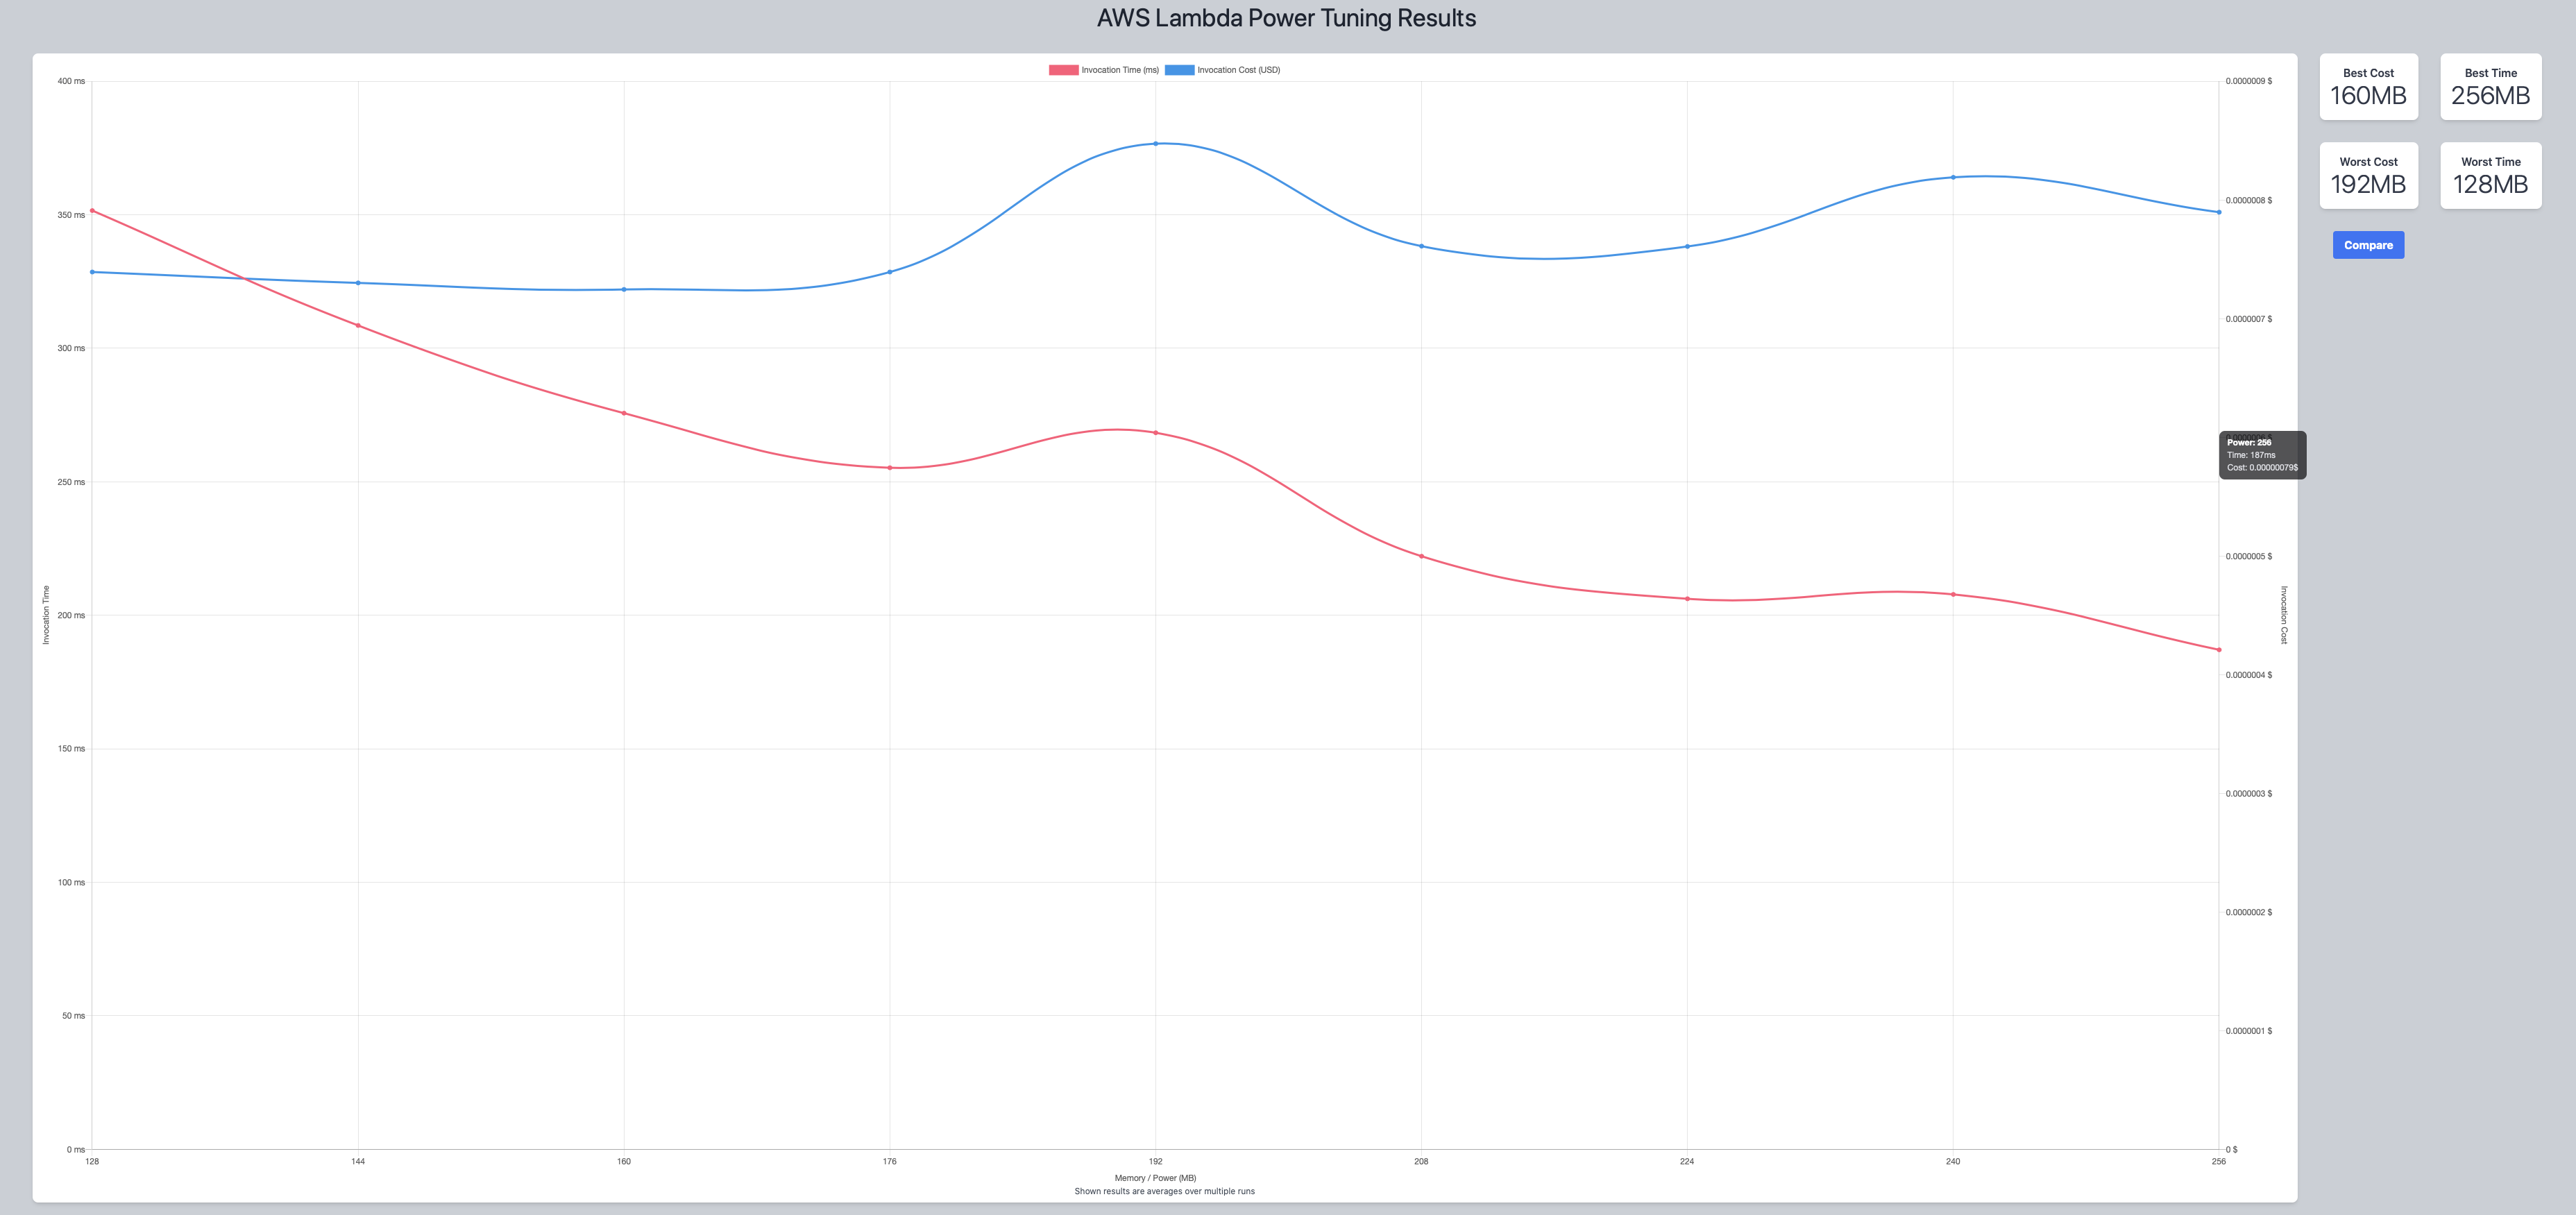 AWS Lambda Power Tuning Results
Invocation Time (ms) Invocation Cost (USD)
400 ms
350 ms
300 ms
250 ms
200 ms
150 ms
100 ms
50 ms
0 ms
Invocation Time
128 144 160 176 192 208 224 240 256
Memory / Power (MB)
Shown results are averages over multiple runs
0.0000009 $
0.0000008 $
0.0000007 $
0.0000005 $
0.0000004 $
0.0000003 $
0.0000002 $
0.0000001 $
0 $
Invocation Cost
Power: 256
Time: 187ms
Cost: 0.00000079$
Best Cost
160MB
Best Time
256MB
Worst Cost
192MB
Worst Time
128MB
Compare